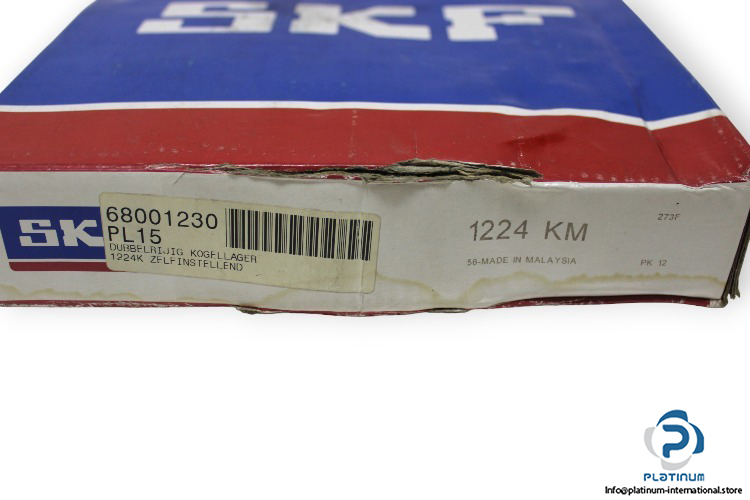 SKF
SK
68001230
PL15
DUBBELRIJIG KOGELLAGER
1224K ZELFINSTELLEND
1224 KM
273F
56-MADE IN MALAYSIA
PK 12
PLATINUM
Info@platinum-international.store